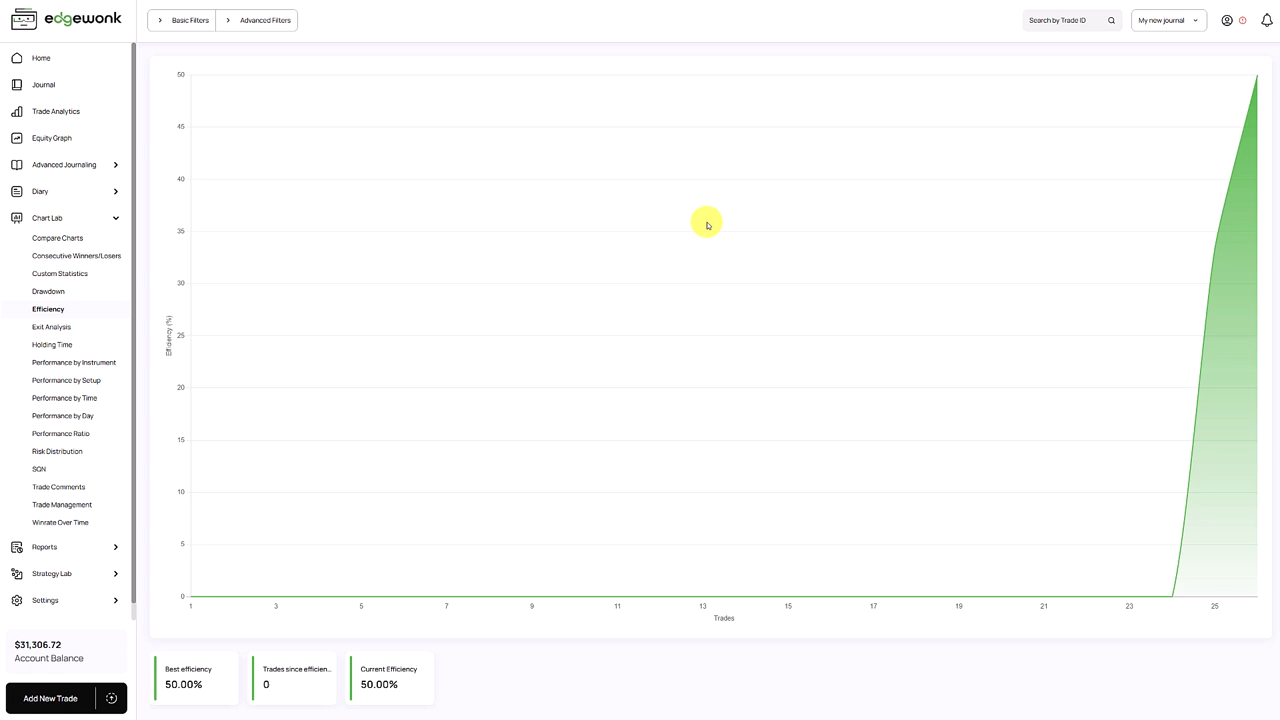 edgewonk
Basic Filters
Advanced Filters
Search by Trade ID
My new journal
Home
Journal
Trade Analytics
Equity Graph
Advanced Journaling
Diary
Chart Lab
Compare Charts
Consecutive Winners/Losers
Custom Statistics
Drawdown
Efficiency
Exit Analysis
Holding Time
Performance by Instrument
Performance by Setup
Performance by Time
Performance by Day
Performance Ratio
Risk Distribution
SQN
Trade Comments
Trade Management
Winrate Over Time
Reports
Strategy Lab
Settings
$31,306.72
Account Balance
Add New Trade
50
45
40
35
30
25
20
15
10
5
0
Efficiency (%)
1 3 5 7 9 11 13 15 17 19 21 23 25
Trades
Best efficiency
50.00%
Trades since efficien...
0
Current Efficiency
50.00%